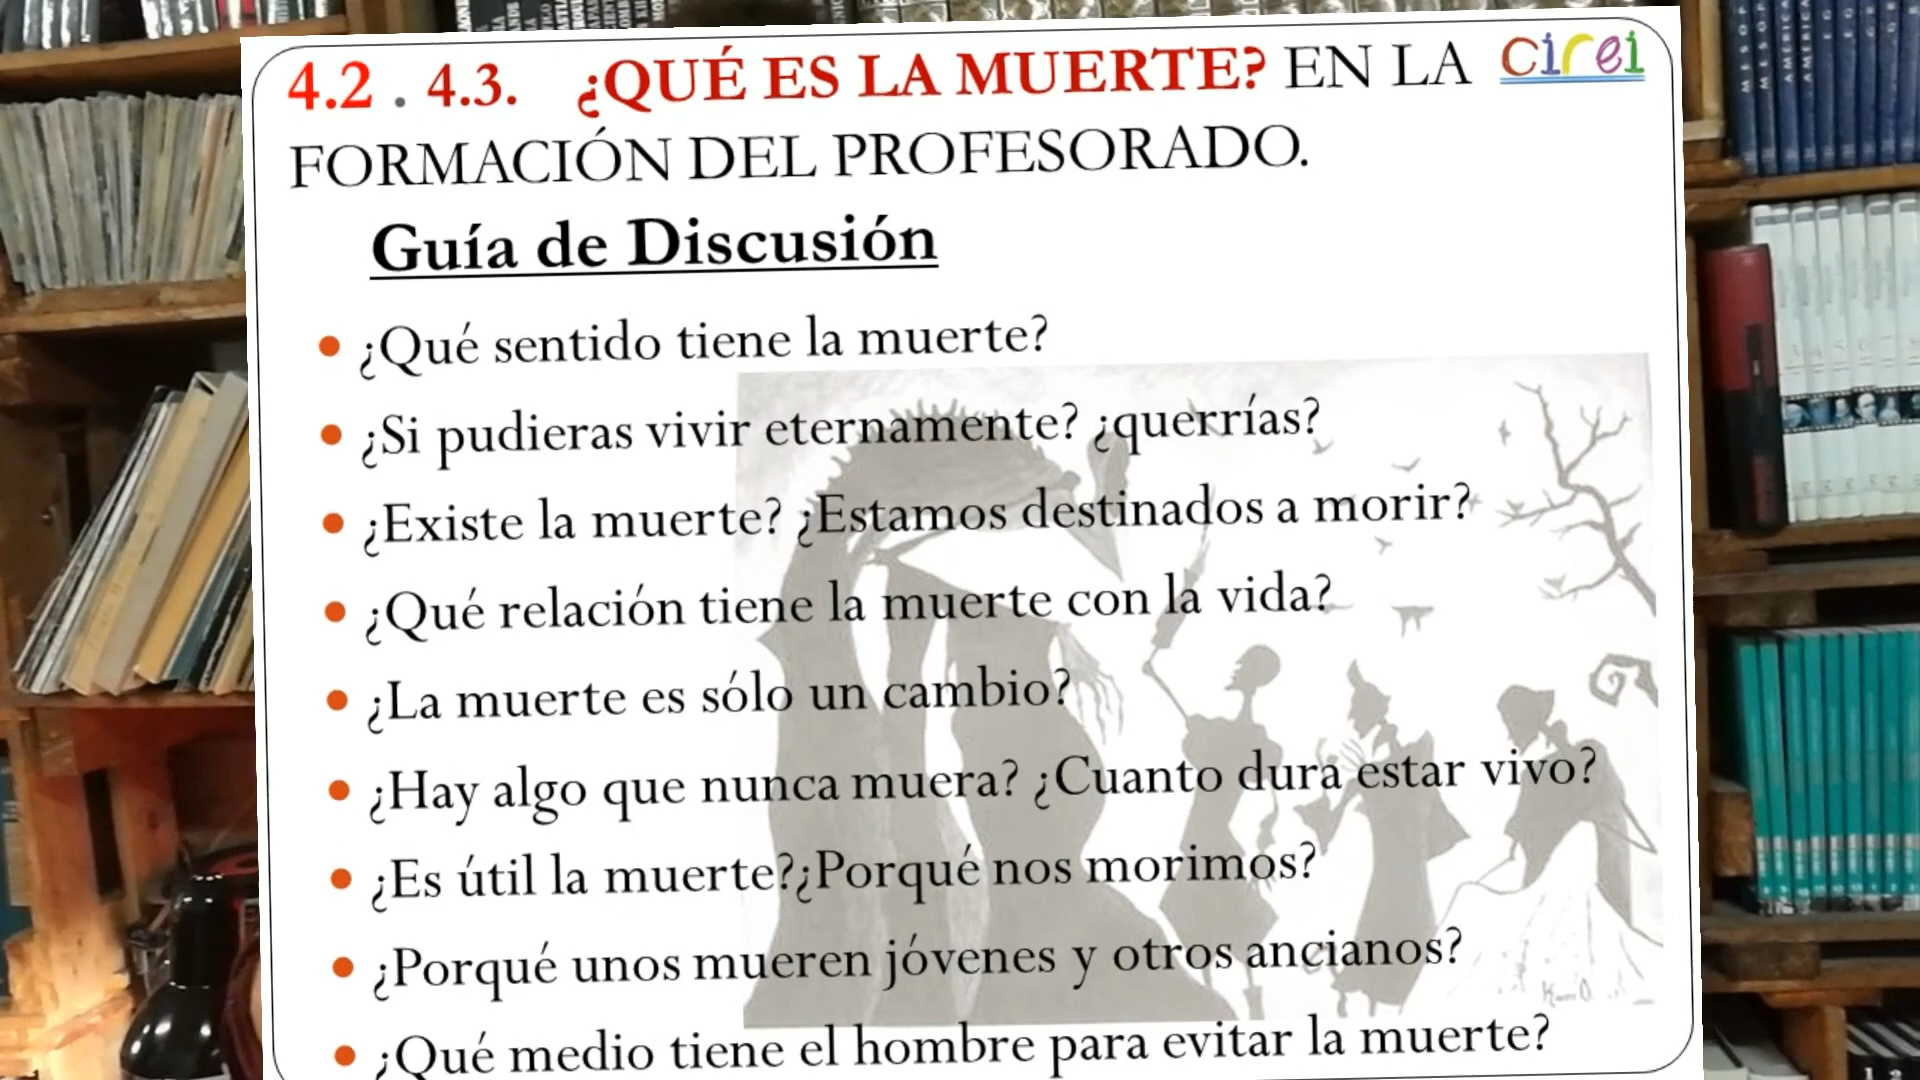 4.2 . 4.3. ¿QUÉ ES LA MUERTE? EN LA
cirei
FORMACIÓN DEL PROFESORADO.
Guía de Discusión
• ¿Qué sentido tiene la muerte?
• ¿Si pudieras vivir eternamente? ¿querrías?
• ¿Existe la muerte? ¿Estamos destinados a morir?
• ¿Qué relación tiene la muerte con la vida?
• ¿La muerte es sólo un cambio?
• ¿Hay algo que nunca muera? ¿Cuanto dura estar vivo?
• ¿Es útil la muerte?¿Porqué nos morimos?
• ¿Porqué unos mueren jóvenes y otros ancianos?
• ¿Qué medio tiene el hombre para evitar la muerte?